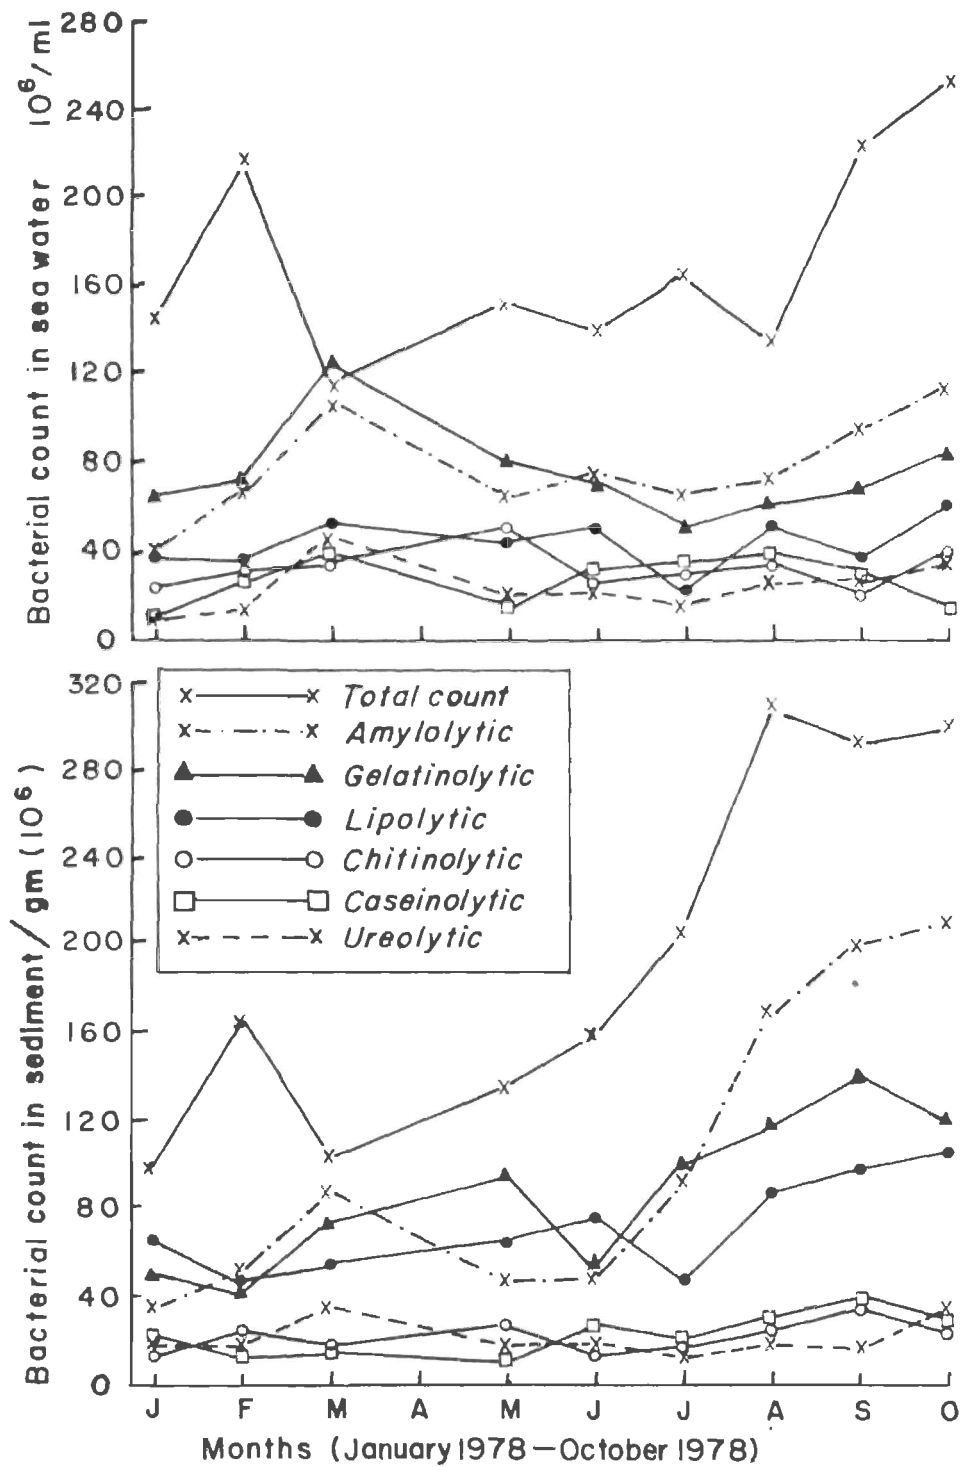 Bacterial count in sea water 10⁶/ml
280
240
200
160
120
80
40
0
Total count
Amylolytic
Gelatinolytic
Lipolytic
Chitinolytic
Caseinolytic
Ureolytic
Bacterial count in sediment/gm (10⁶)
320
280
240
200
160
120
80
40
0
J F M A M J J A S O
Months (January 1978—October 1978)